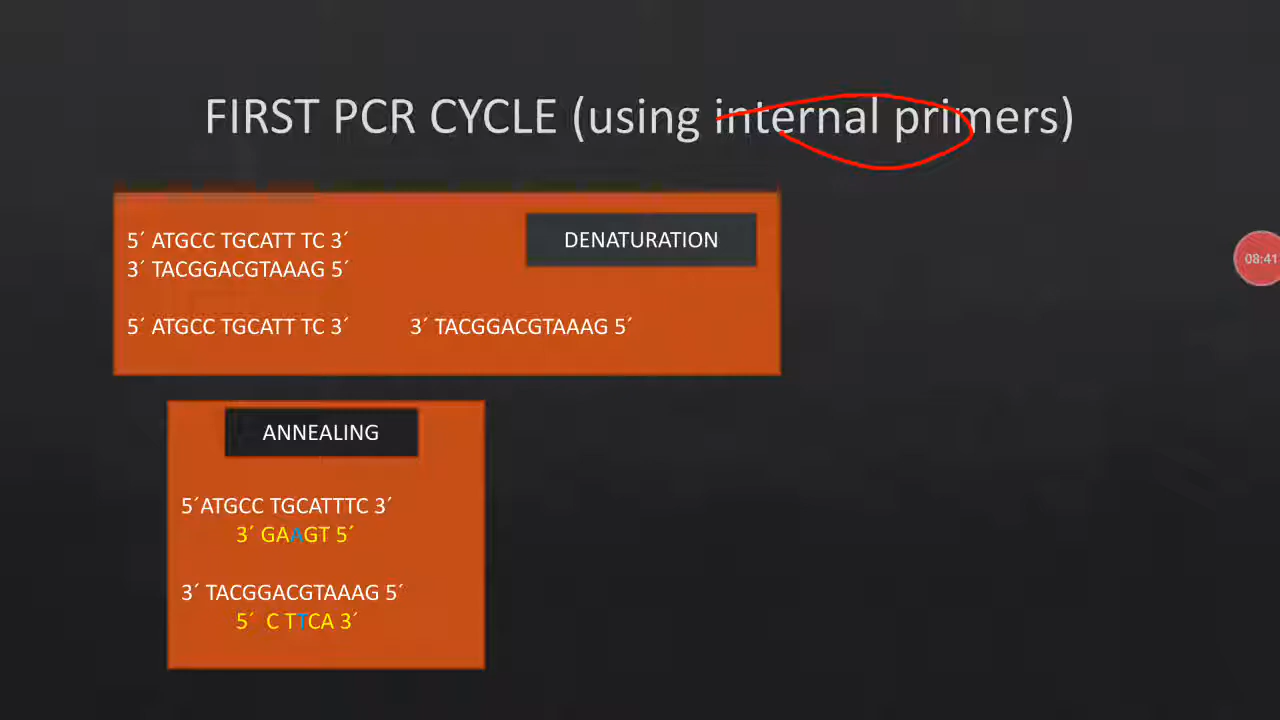 FIRST PCR CYCLE (using internal primers)
DENATURATION
5´ ATGCC TGCATT TC 3´
3´ TACGGACGTAAAG 5´
5´ ATGCC TGCATT TC 3´ 3´ TACGGACGTAAAG 5´
08:41
ANNEALING
5´ATGCC TGCATTTC 3´
3´ GAAGT 5´
3´ TACGGACGTAAAG 5´
5´ C TTCA 3´